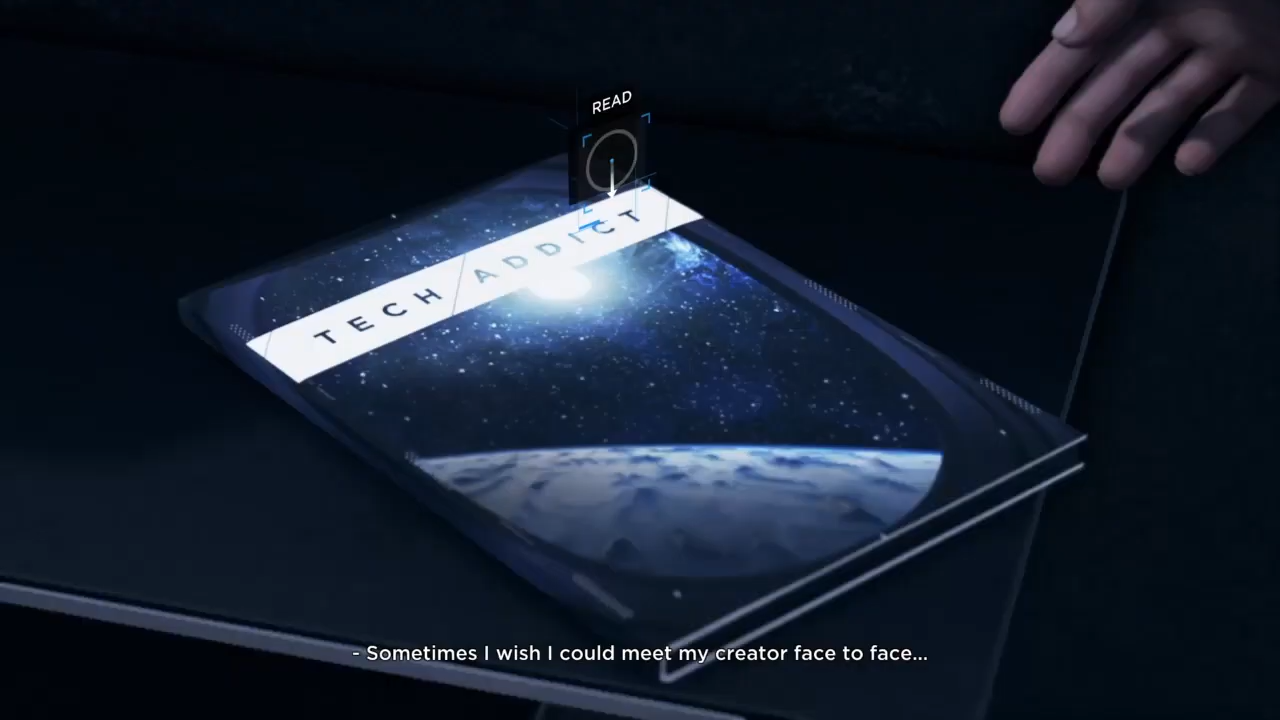 READ
TECH ADDICT
- Sometimes I wish I could meet my creator face to face...